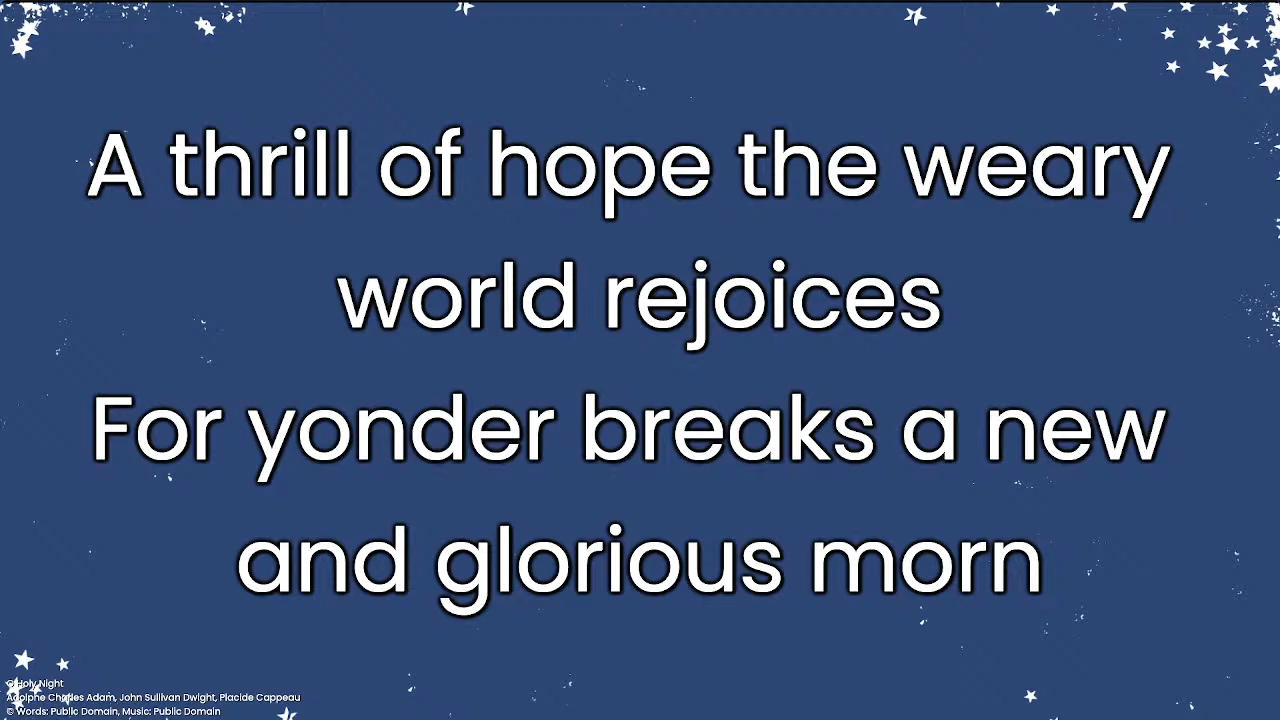 A thrill of hope the weary
world rejoices
For yonder breaks a new
and glorious morn
O Holy Night
Adolphe Charles Adam, John Sullivan Dwight, Placide Cappeau
© Words: Public Domain, Music: Public Domain